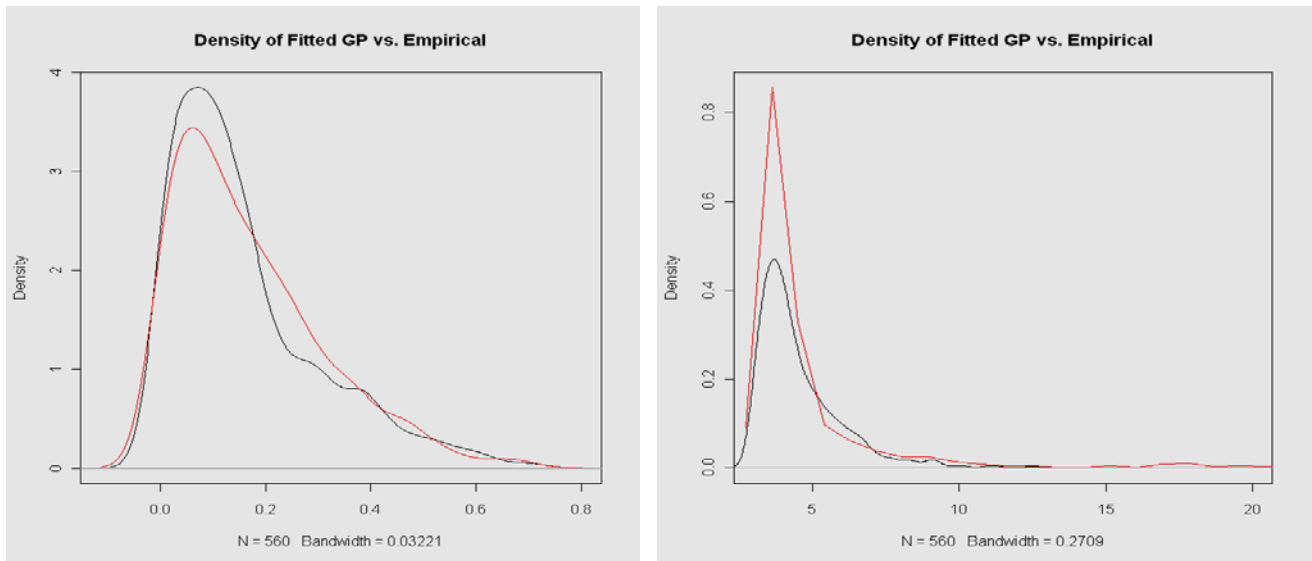 Density of Fitted GP vs. Empirical
Density
4
3
2
1
0
0.0 0.2 0.4 0.6 0.8
N = 560 Bandwidth = 0.03221
Density of Fitted GP vs. Empirical
Density
0.8
0.6
0.4
0.2
0.0
5 10 15 20
N = 560 Bandwidth = 0.2709